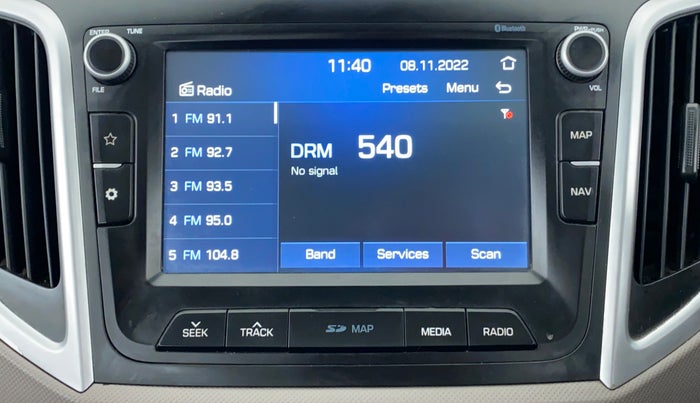 ENTER TUNE
Bluetooth
PWR PUSH
11:40 08.11.2022
Radio
Presets Menu
FILE
VOL
1 FM 91.1
2 FM 92.7
3 FM 93.5
4 FM 95.0
5 FM 104.8
DRM 540
No signal
MAP
NAV
Band Services Scan
SEEK TRACK SD MAP MEDIA RADIO